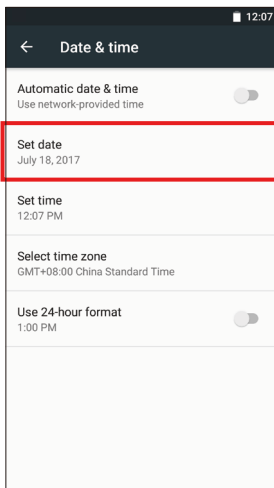 12:07
Date & time
Automatic date & time
Use network-provided time
Set date
July 18, 2017
Set time
12:07 PM
Select time zone
GMT+08:00 China Standard Time
Use 24-hour format
1:00 PM